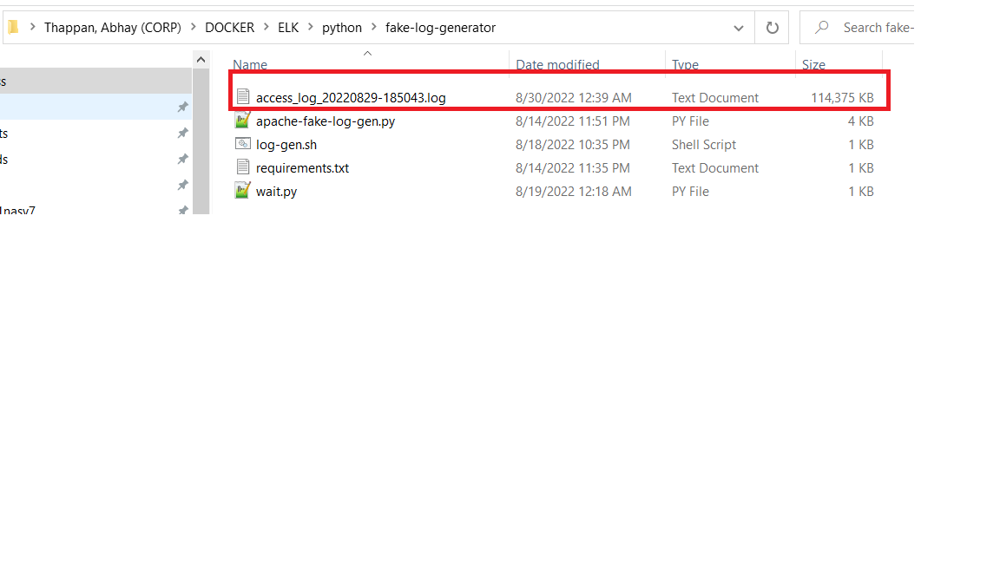 Thappan, Abhay (CORP) > DOCKER > ELK > python > fake-log-generator Search fake-
Name Date modified Type Size
access_log_20220829-185043.log 8/30/2022 12:39 AM Text Document 114,375 KB
apache-fake-log-gen.py 8/14/2022 11:51 PM PY File 4 KB
log-gen.sh 8/18/2022 10:35 PM Shell Script 1 KB
requirements.txt 8/14/2022 11:35 PM Text Document 1 KB
wait.py 8/19/2022 12:18 AM PY File 1 KB